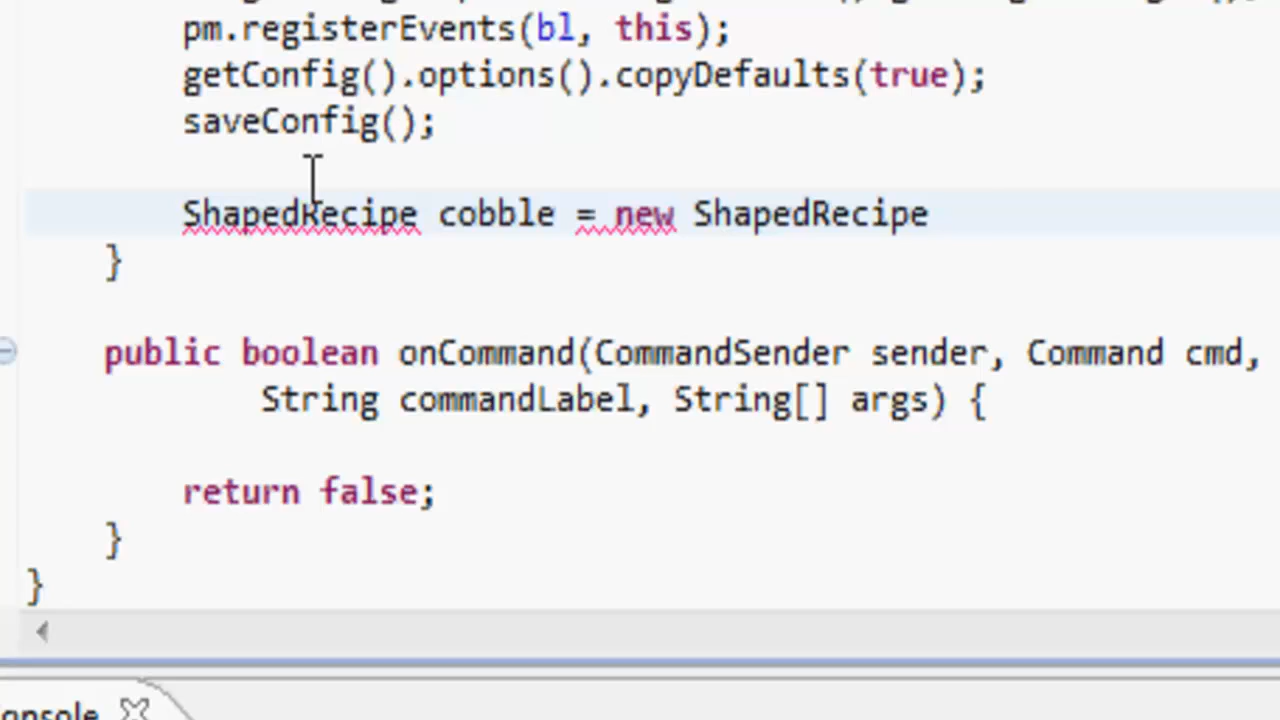 pm.registerEvents(bl, this);
getConfig().options().copyDefaults(true);
saveConfig();
ShapedRecipe cobble = new ShapedRecipe
}
public boolean onCommand(CommandSender sender, Command cmd,
String commandLabel, String[] args) {
return false;
}
}
onsole